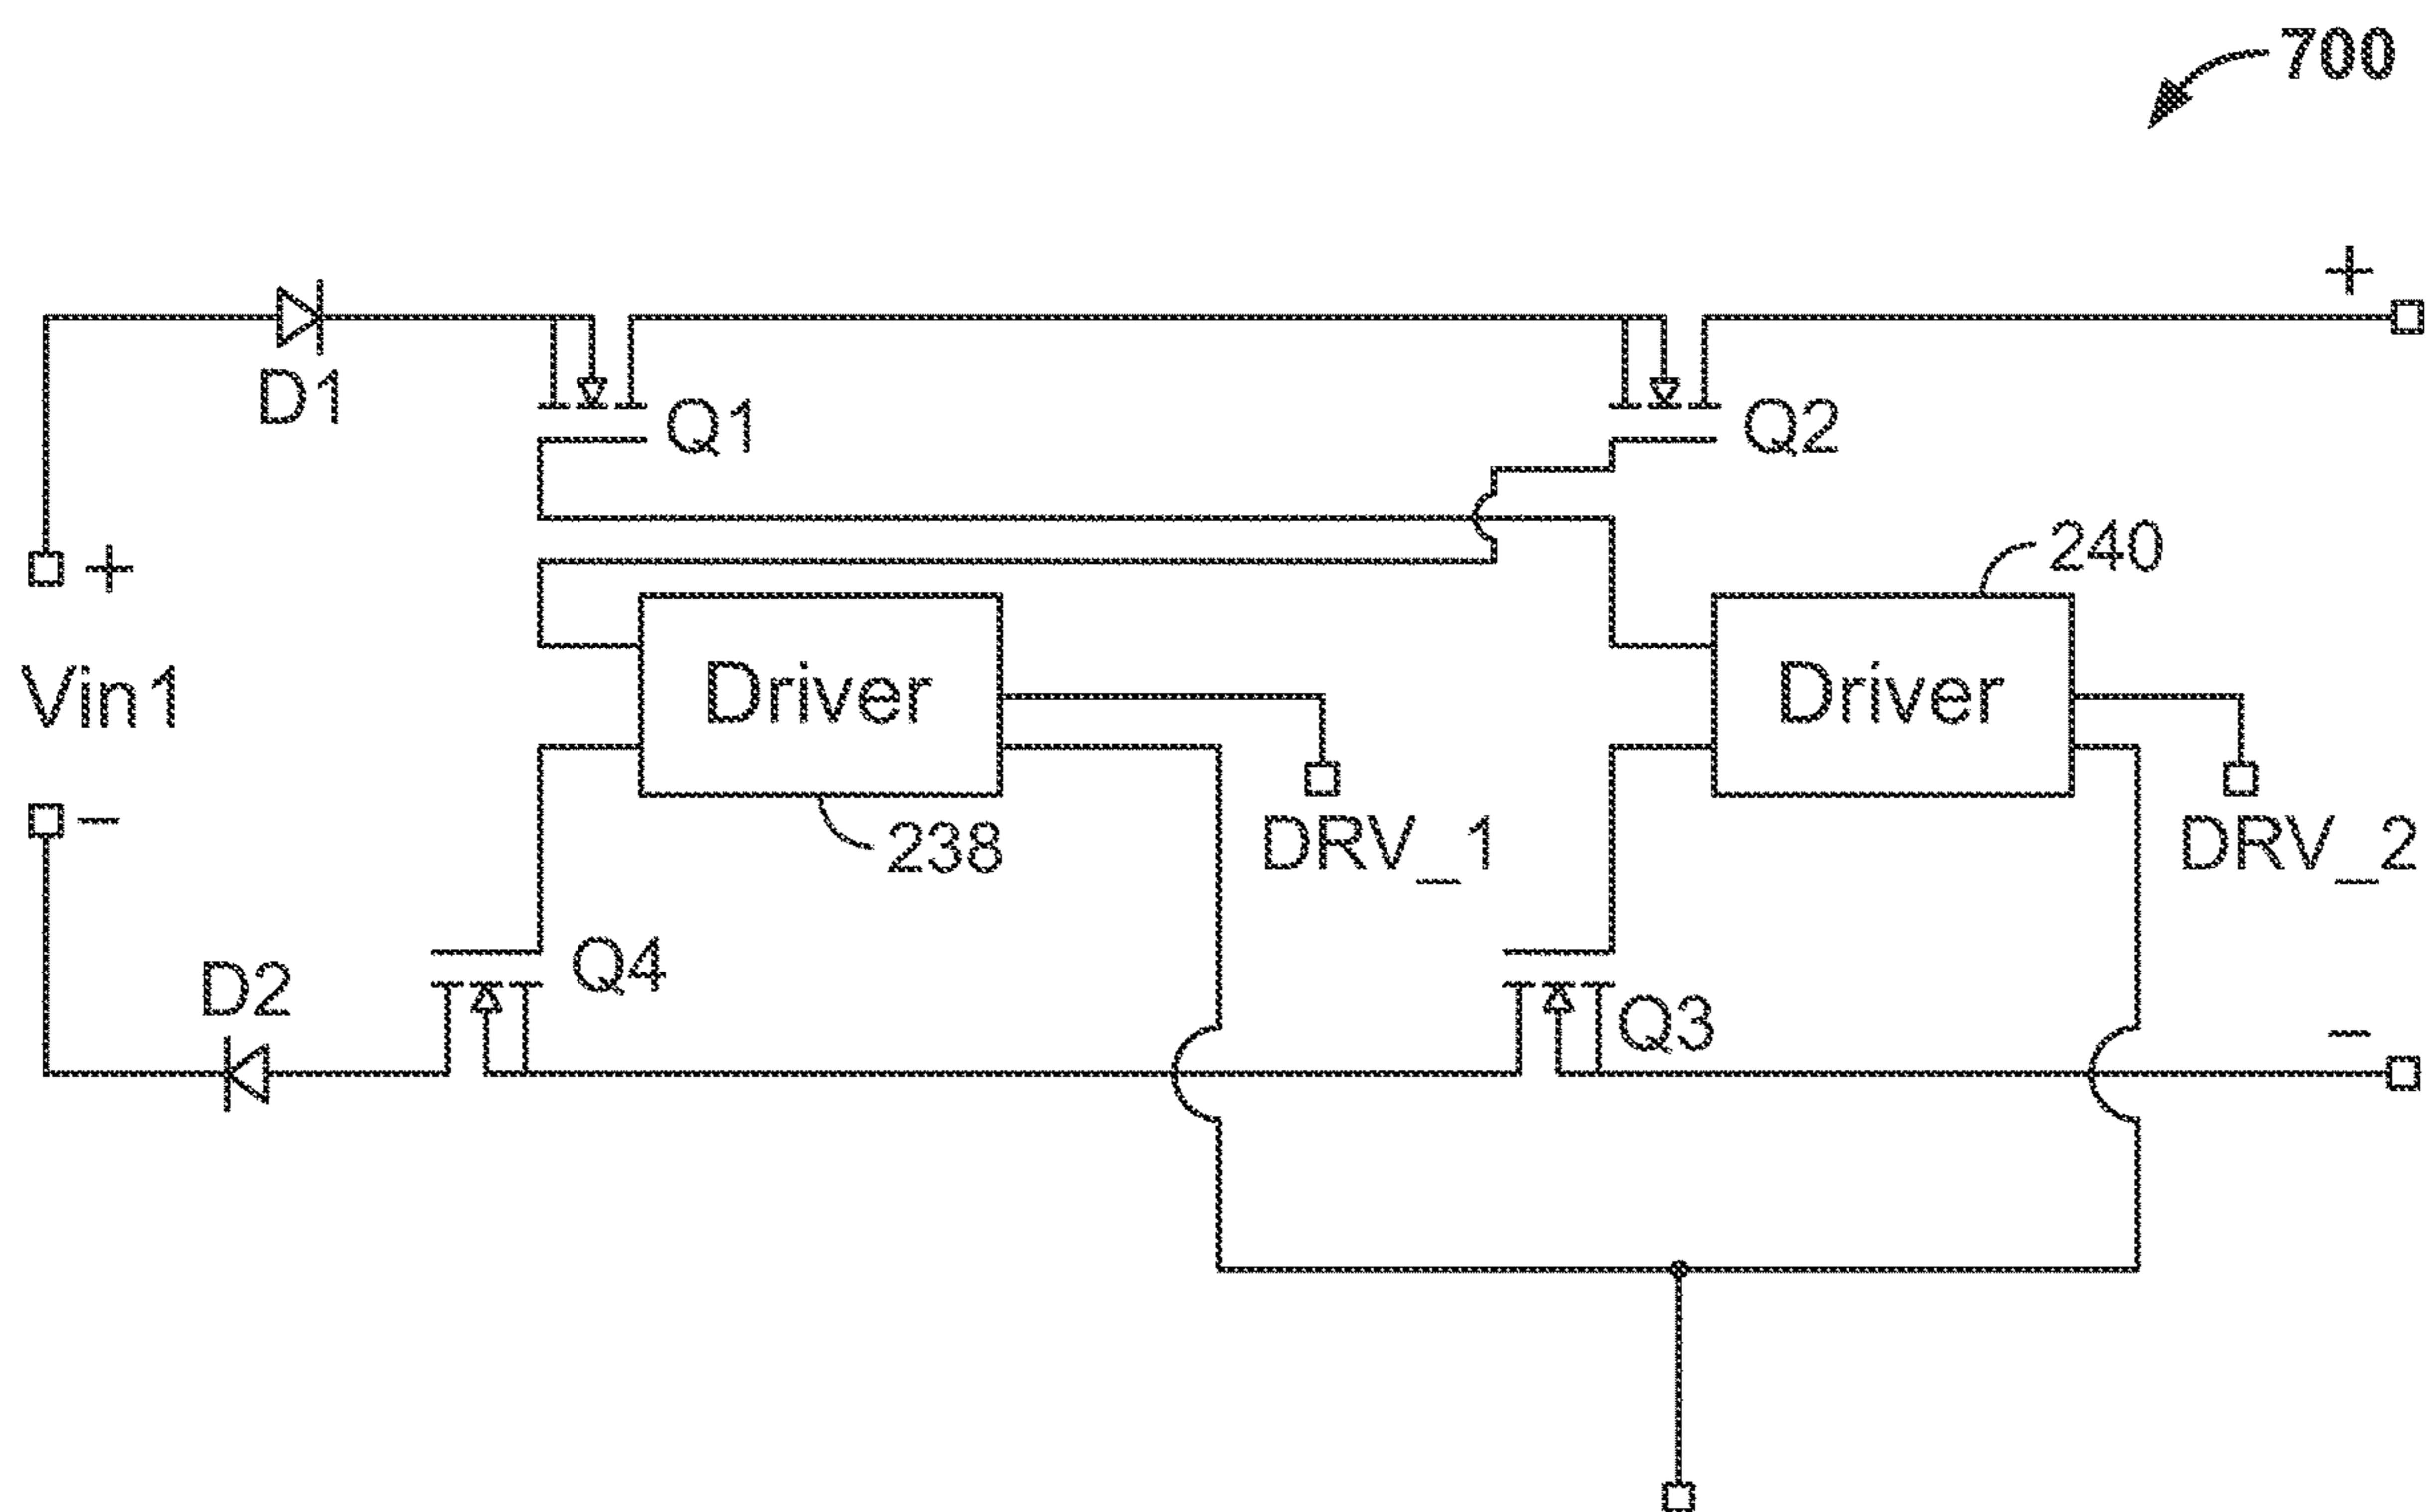 700
+
D1
Q1
Q2
+
240
Vin1
Driver
Driver
−
238
DRV_1
DRV_2
D2
Q4
Q3
−